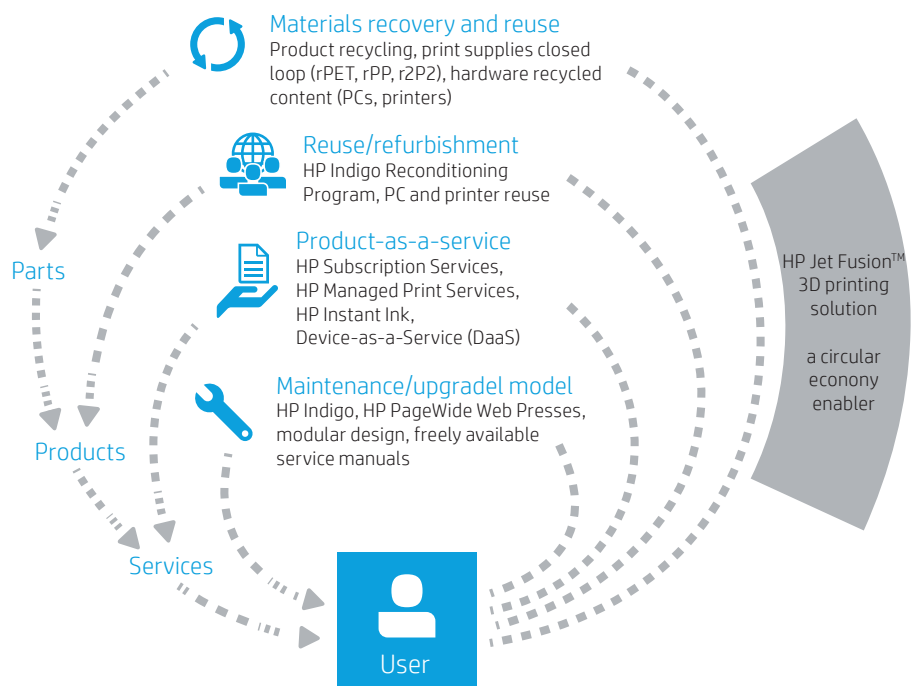 Materials recovery and reuse
Product recycling, print supplies closed
loop (rPET, rPP, r2P2), hardware recycled
content (PCs, printers)
Reuse/refurbishment
HP Indigo Reconditioning
Program, PC and printer reuse
Product-as-a-service
HP Subscription Services,
HP Managed Print Services,
HP Instant Ink,
Device-as-a-Service (DaaS)
Maintenance/upgradel model
HP Indigo, HP PageWide Web Presses,
modular design, freely available
service manuals
Parts
Products
Services
User
HP Jet Fusion™
3D printing
solution
a circular
econony
enabler